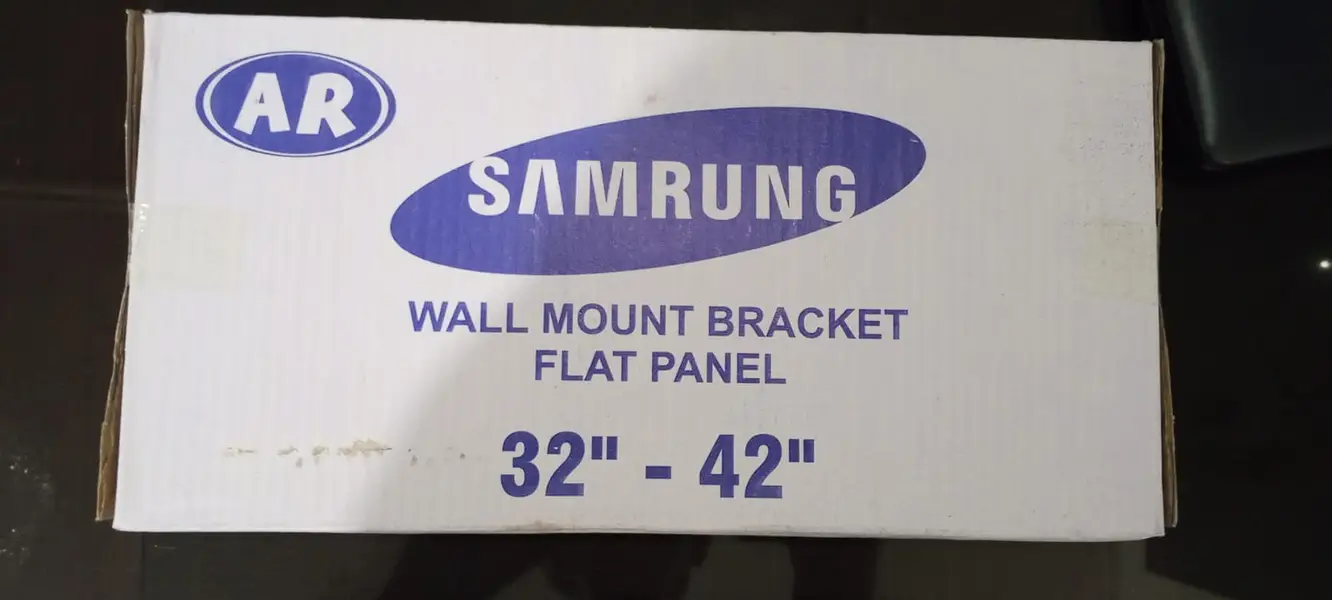 AR
SAMRUNG
WALL MOUNT BRACKET
FLAT PANEL
32" - 42"